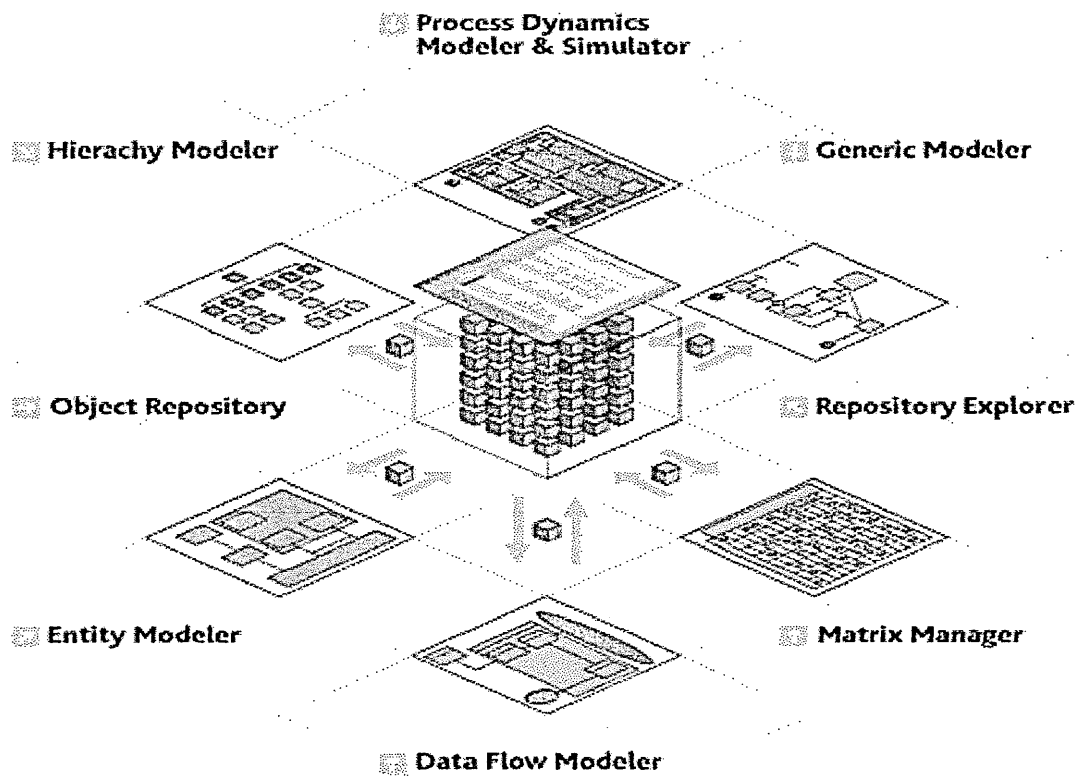 Process Dynamics
Modeler & Simulator
Hierachy Modeler
Generic Modeler
Object Repository
Repository Explorer
Entity Modeler
Matrix Manager
Data Flow Modeler